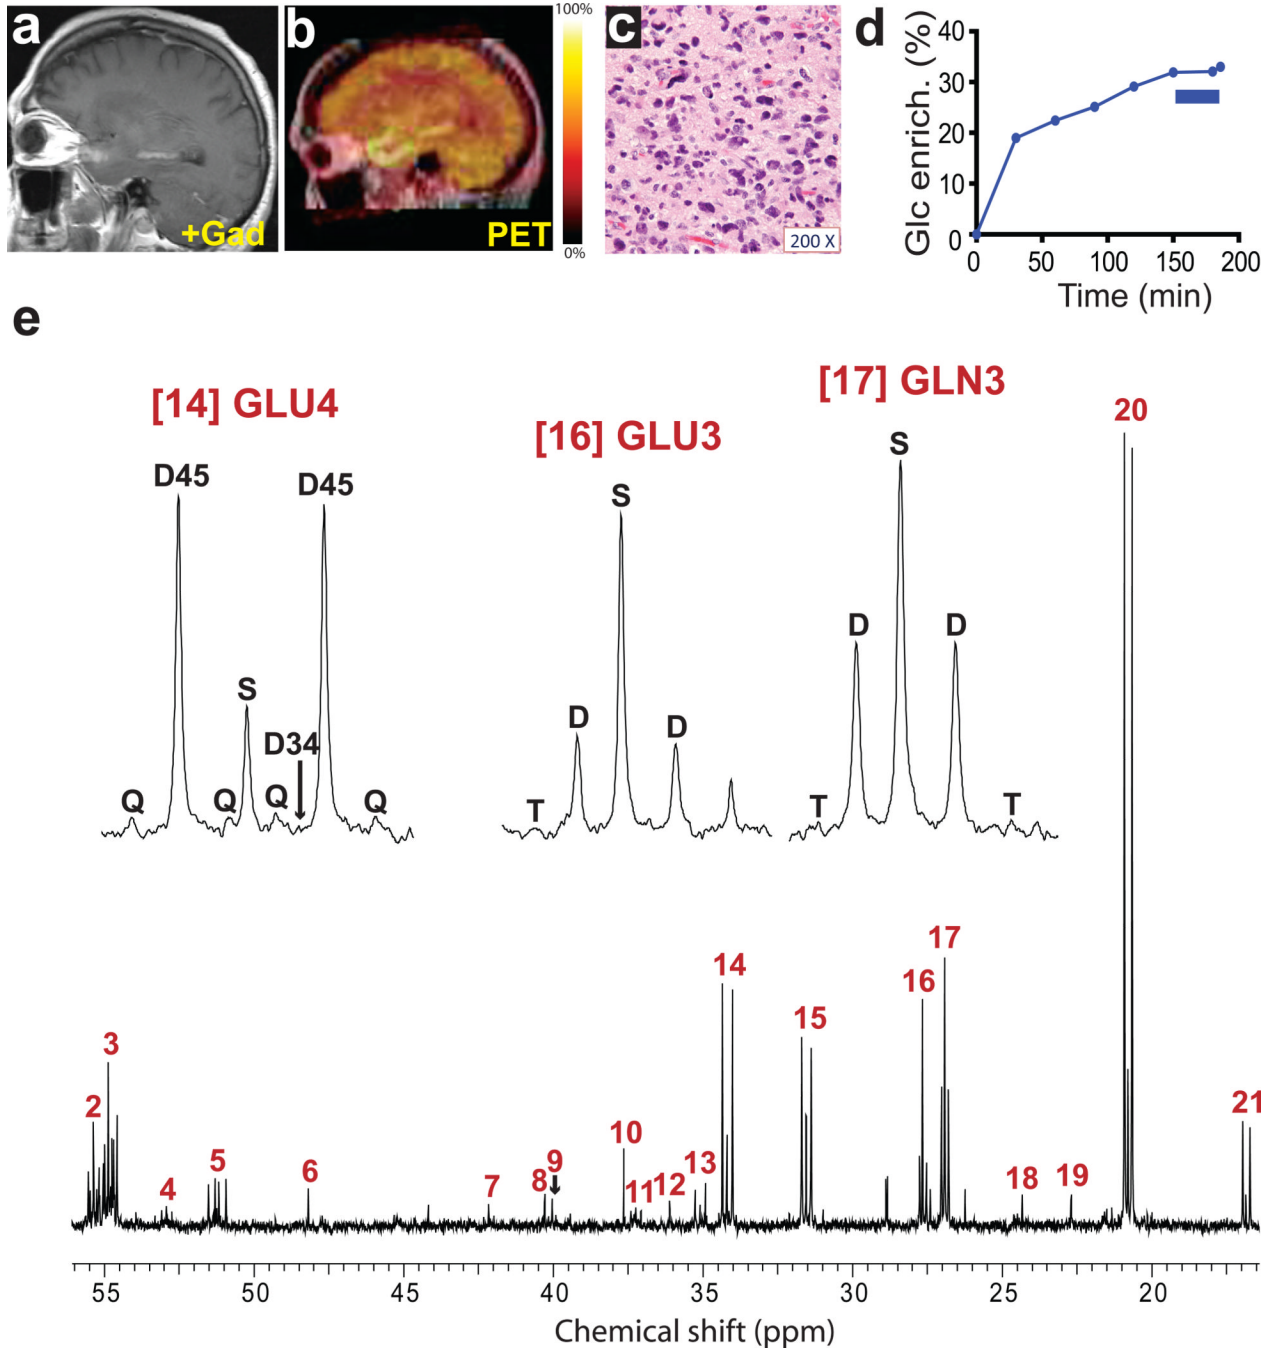 a
+Gad
b
PET
100%
0%
c
200 X
d
Glc enrich. (%)
40
30
20
10
0
0 50 100 150 200
Time (min)
e
[14] GLU4
D45
D45
S
D34
Q
Q
Q
Q
[16] GLU3
S
D
D
T
[17] GLN3
S
D
D
T
T
2
3
4
5
6
7
8
9
10
11
12
13
14
15
16
17
18
19
20
21
55 50 45 40 35 30 25 20
Chemical shift (ppm)